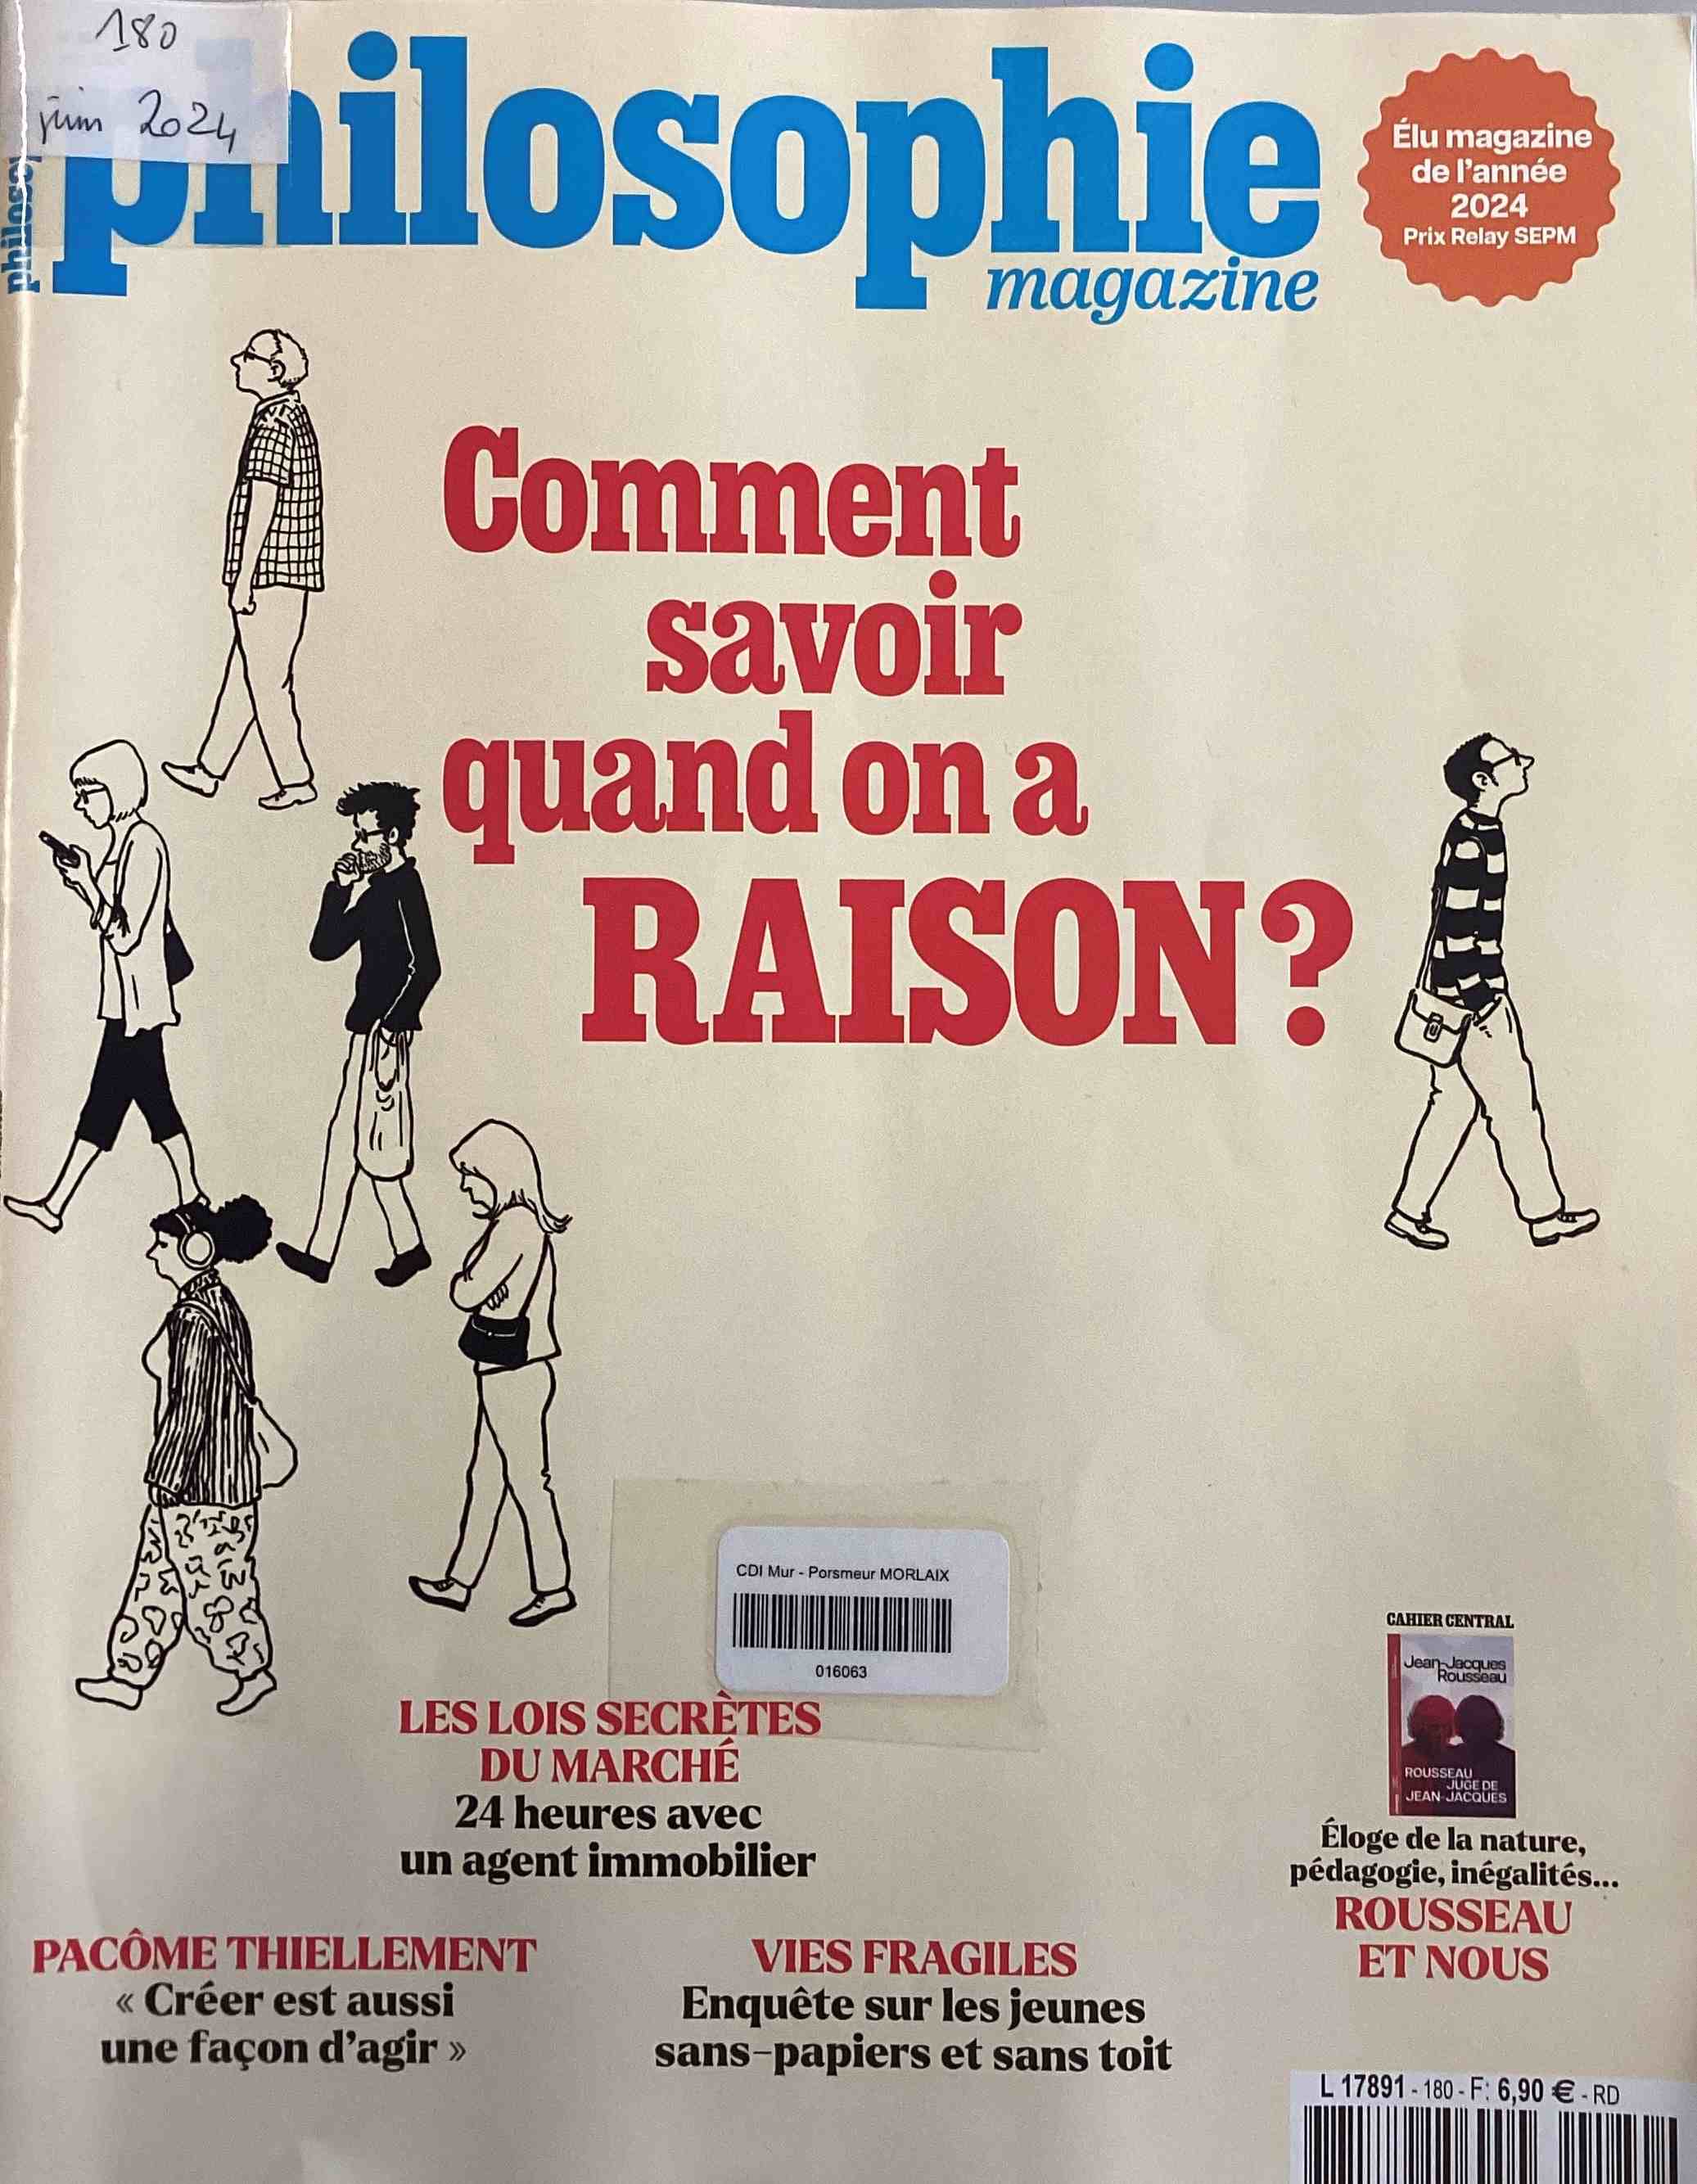 180
juin 2024
philosophie
magazine
Élu magazine
de l'année
2024
Prix Relay SEPM
Comment
savoir
quand on a
RAISON?
CDI Mur - Porsmeur MORLAIX
016063
LES LOIS SECRÈTES
DU MARCHÉ
24 heures avec
un agent immobilier
PACÔME THIELLEMENT
« Créer est aussi
une façon d'agir »
VIES FRAGILES
Enquête sur les jeunes
sans-papiers et sans toit
CAHIER CENTRAL
Jean-Jacques
Rousseau
ROUSSEAU
JUGE DE
JEAN-JACQUES
Éloge de la nature,
pédagogie, inégalités...
ROUSSEAU
ET NOUS
L 17891 - 180 - F: 6,90 € - RD